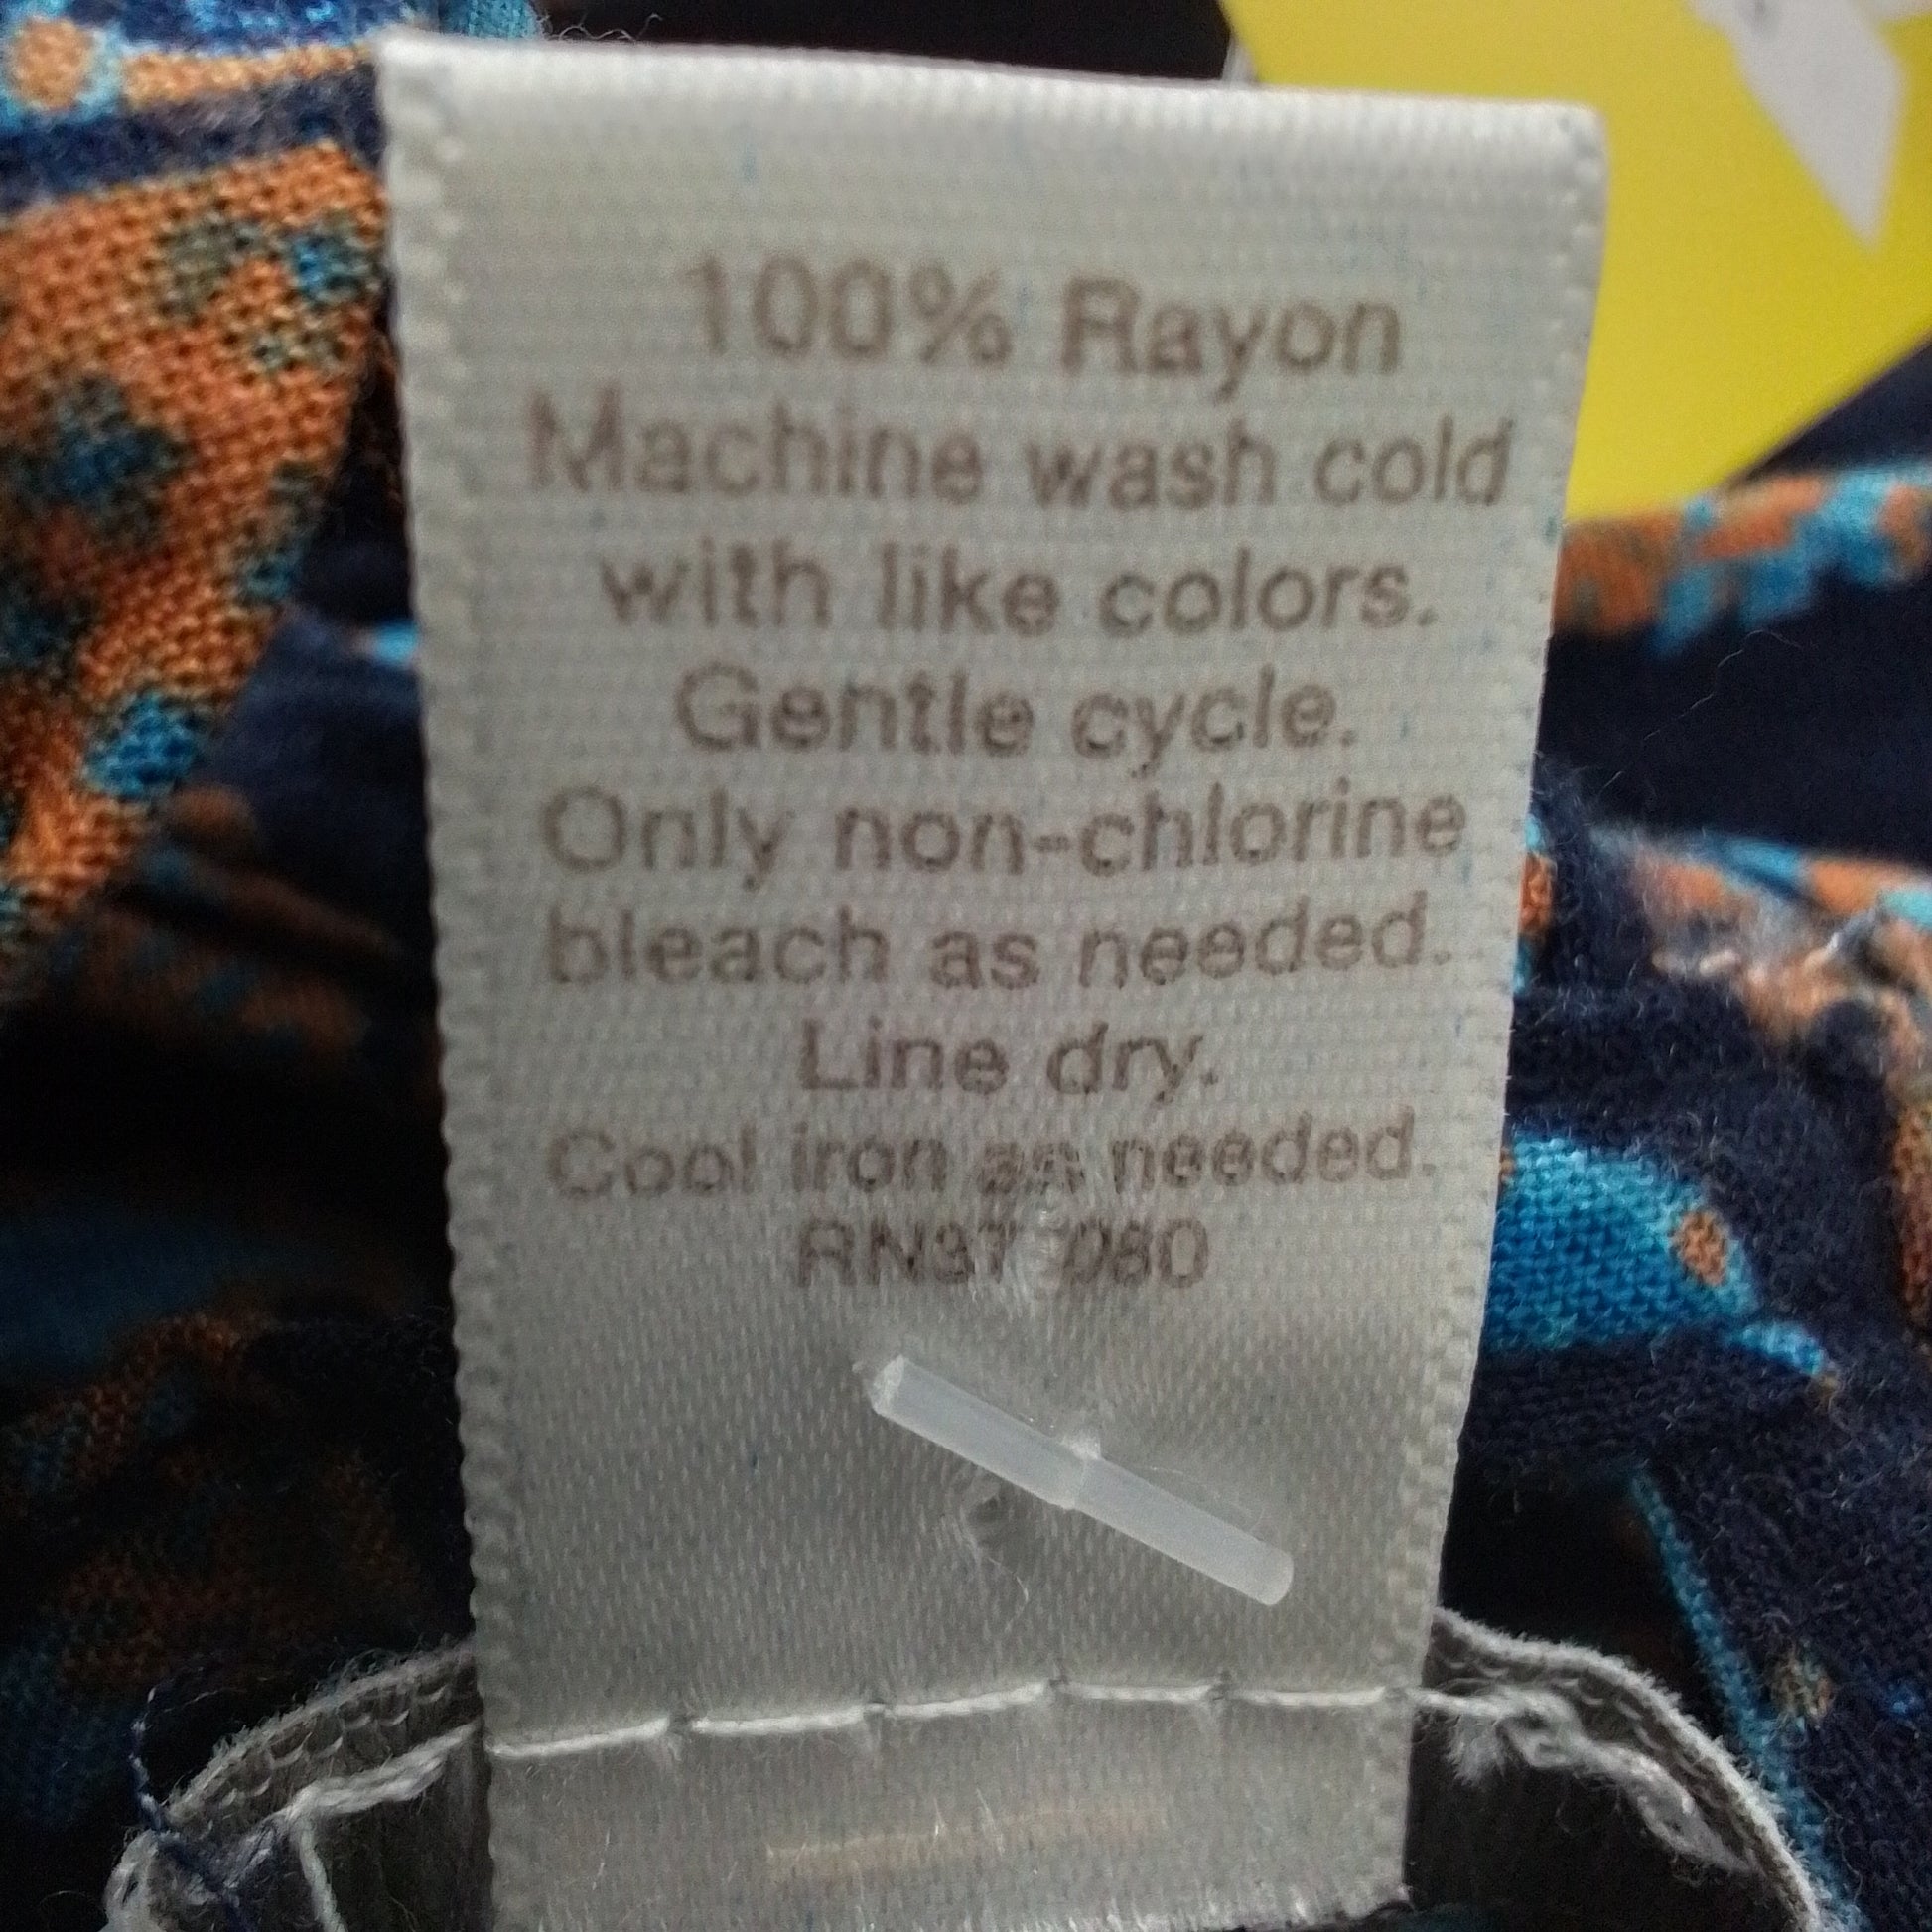 100% Rayon
Machine wash cold
with like colors.
Gentle cycle.
Only non-chlorine
bleach as needed.
Line dry.
Cool iron as needed.